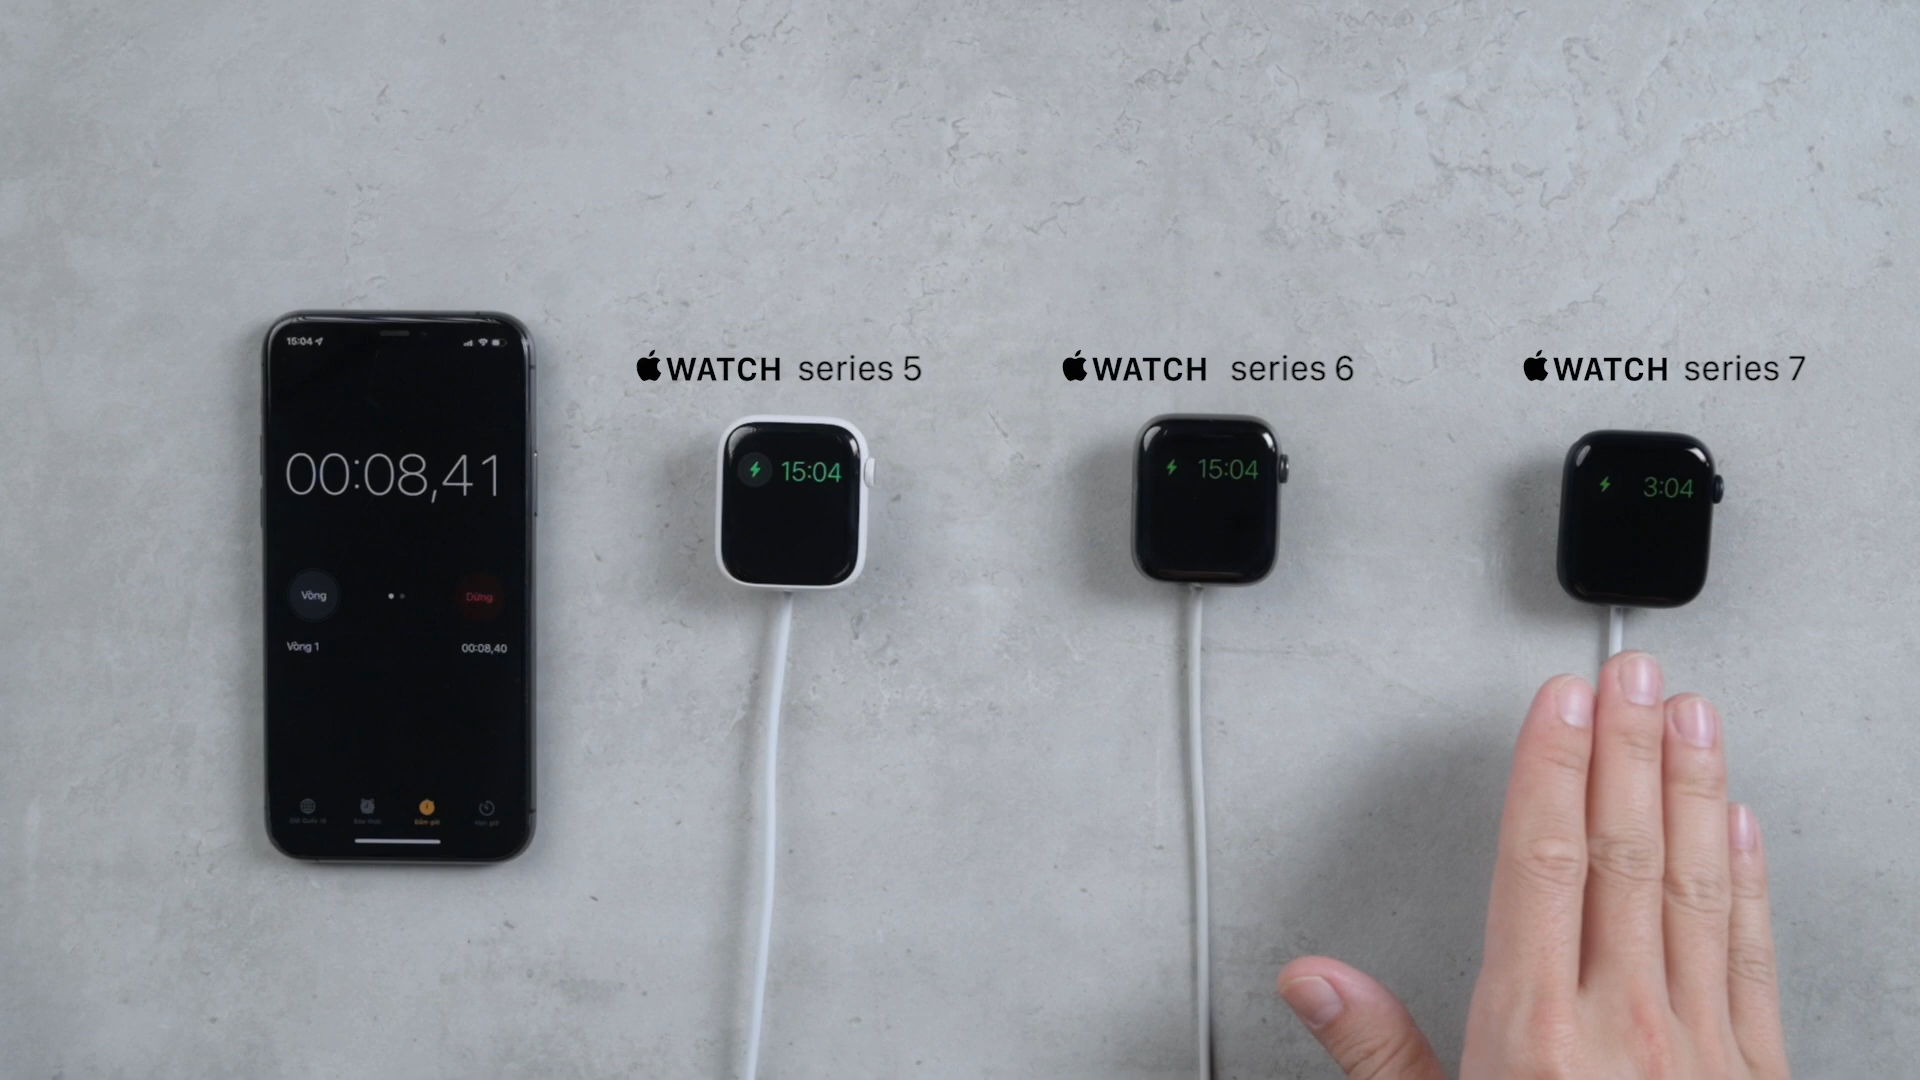 15:04
00:08,41
Vòng
Dừng
Vòng 1
00:08,40
WATCH series 5
15:04
WATCH series 6
15:04
WATCH series 7
3:04